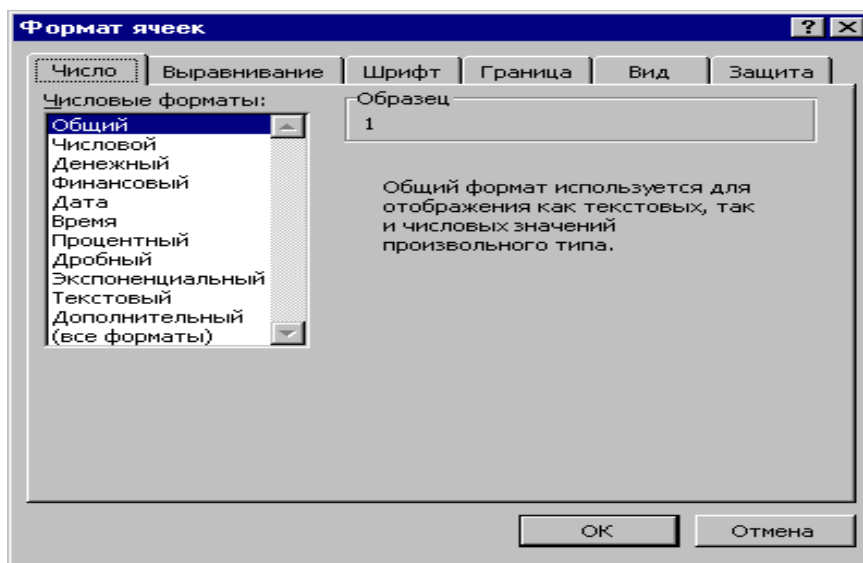 Формат ячеек
Число Выравнивание Шрифт Граница Вид Защита
Числовые форматы:
Общий
Числовой
Денежный
Финансовый
Дата
Время
Процентный
Дробный
Экспоненциальный
Текстовый
Дополнительный
(все форматы)
Образец
1
Общий формат используется для
отображения как текстовых, так
и числовых значений
произвольного типа.
OK Отмена